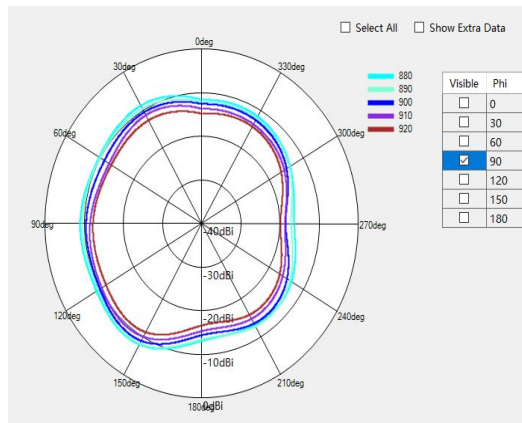 Select All
Show Extra Data
0deg
30deg
330deg
880
890
900
910
920
Visible
Phi
0
30
60
90
120
150
180
60deg
300deg
90deg
270deg
-40dBi
-30dBi
-20dBi
-10dBi
0dBi
120deg
240deg
150deg
210deg
180deg